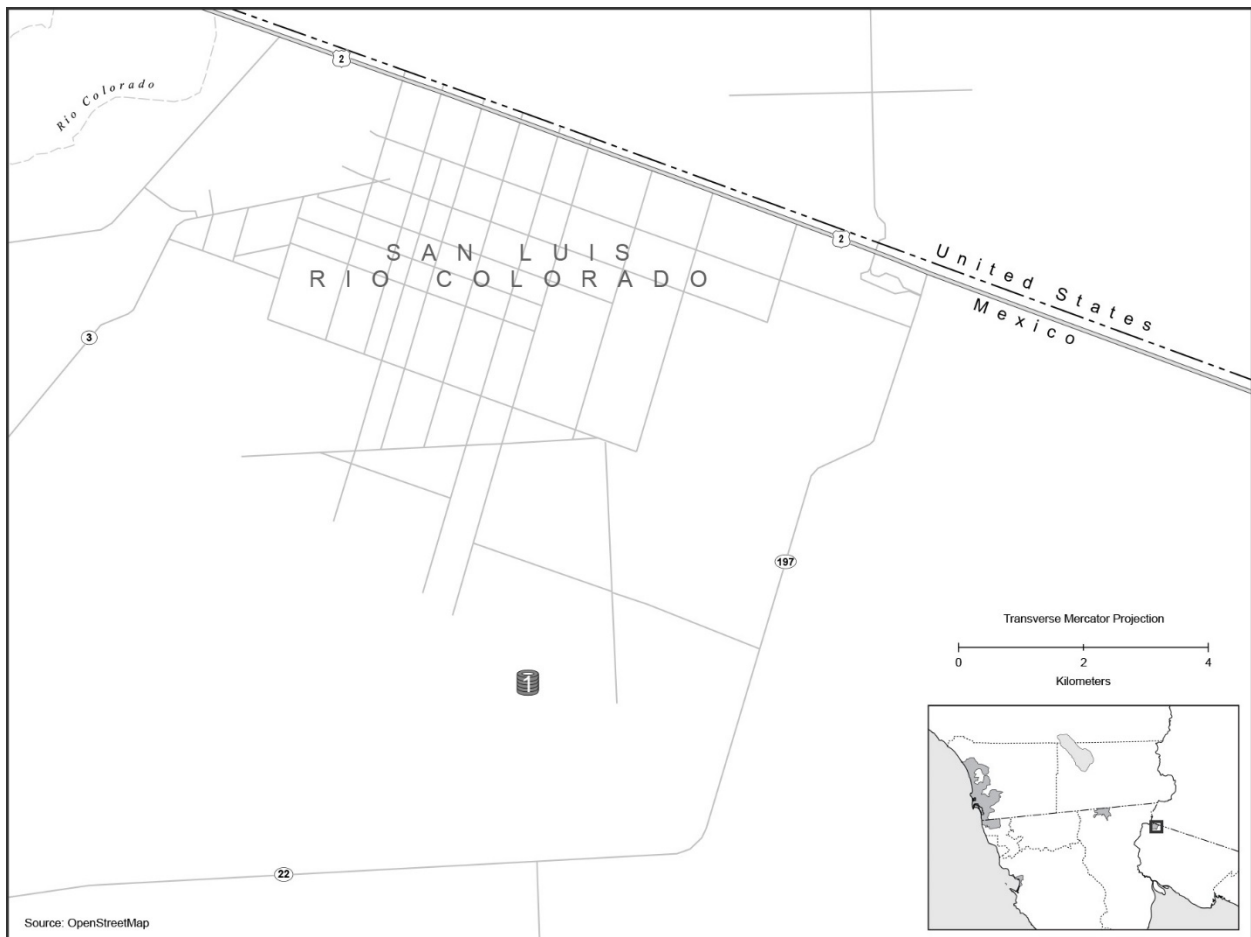 2
Rio Colorado
SAN LUIS
RIO COLORADO
2
United States
Mexico
3
197
Transverse Mercator Projection
0 2 4
Kilometers
1
22
Source: OpenStreetMap